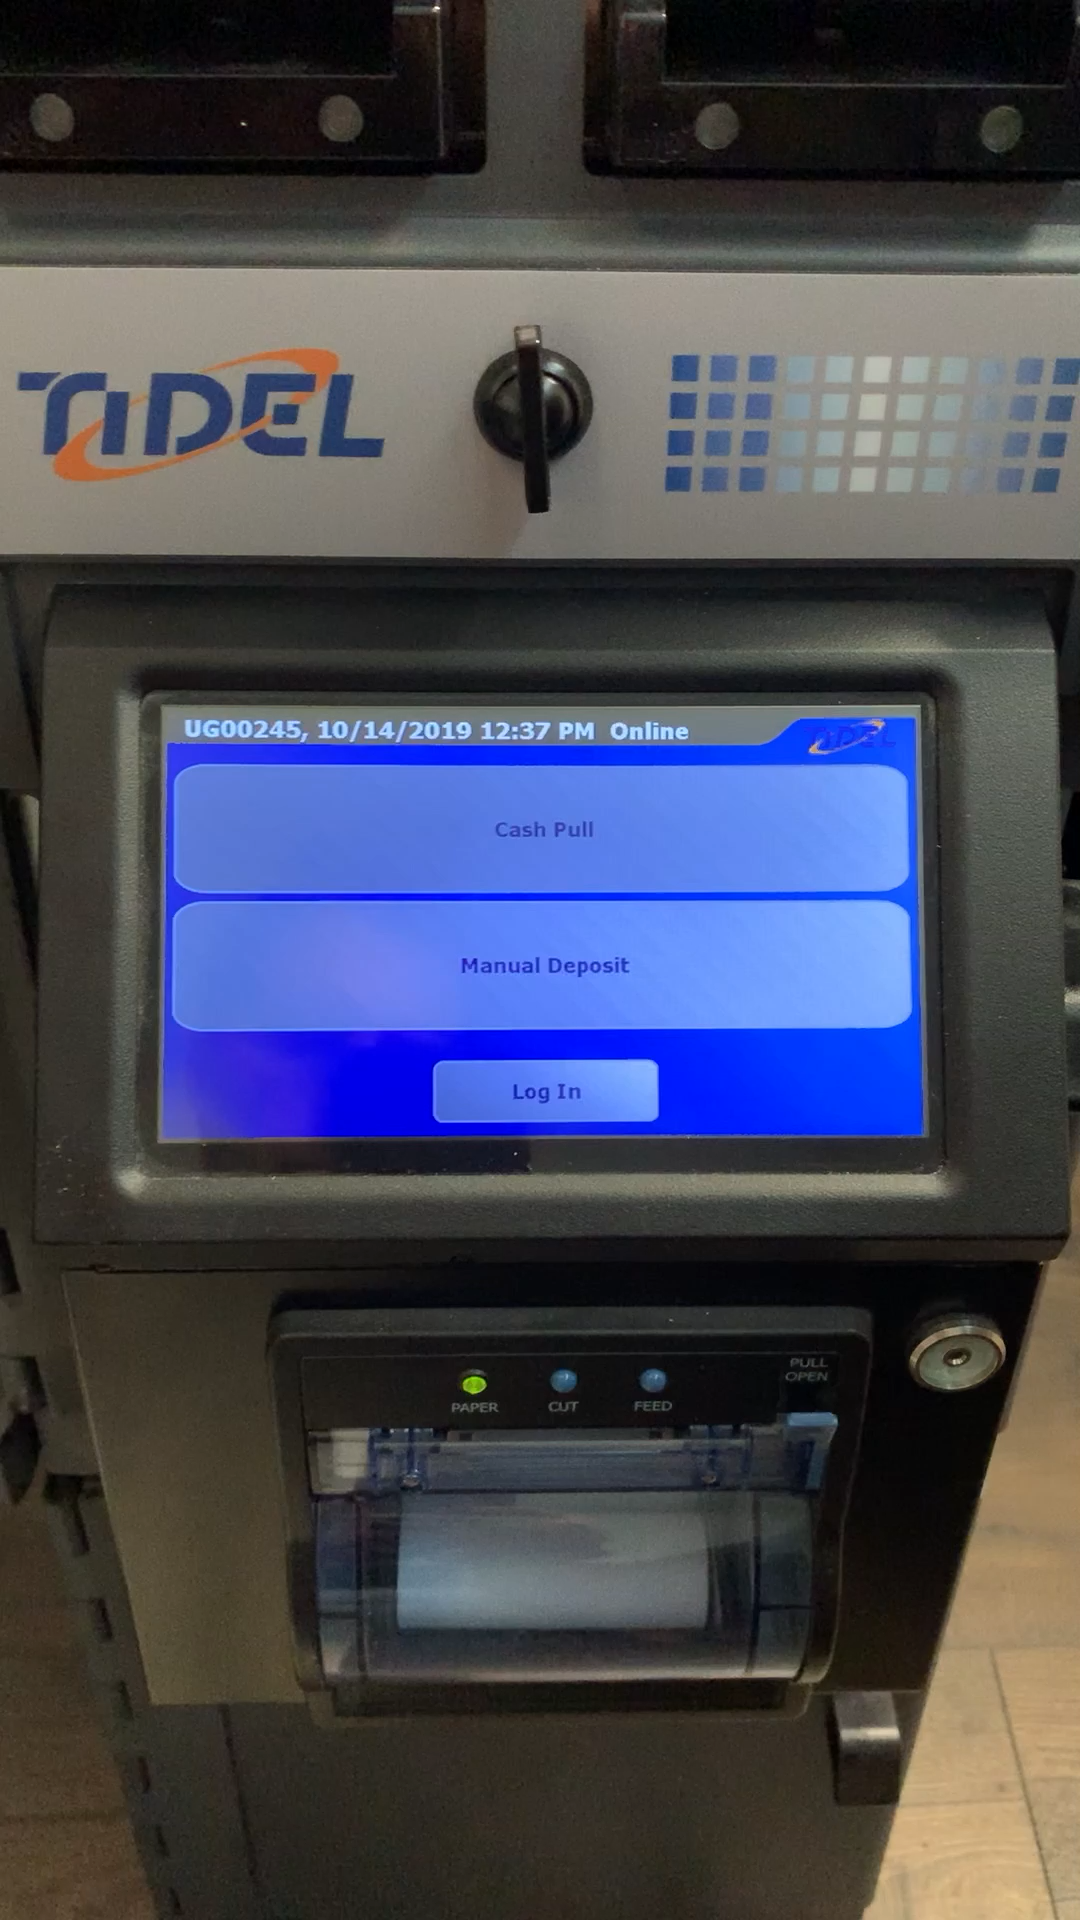 TIDEL
UG00245, 10/14/2019 12:37 PM Online
TIDEL
Cash Pull
Manual Deposit
Log In
PULL
OPEN
PAPER CUT FEED